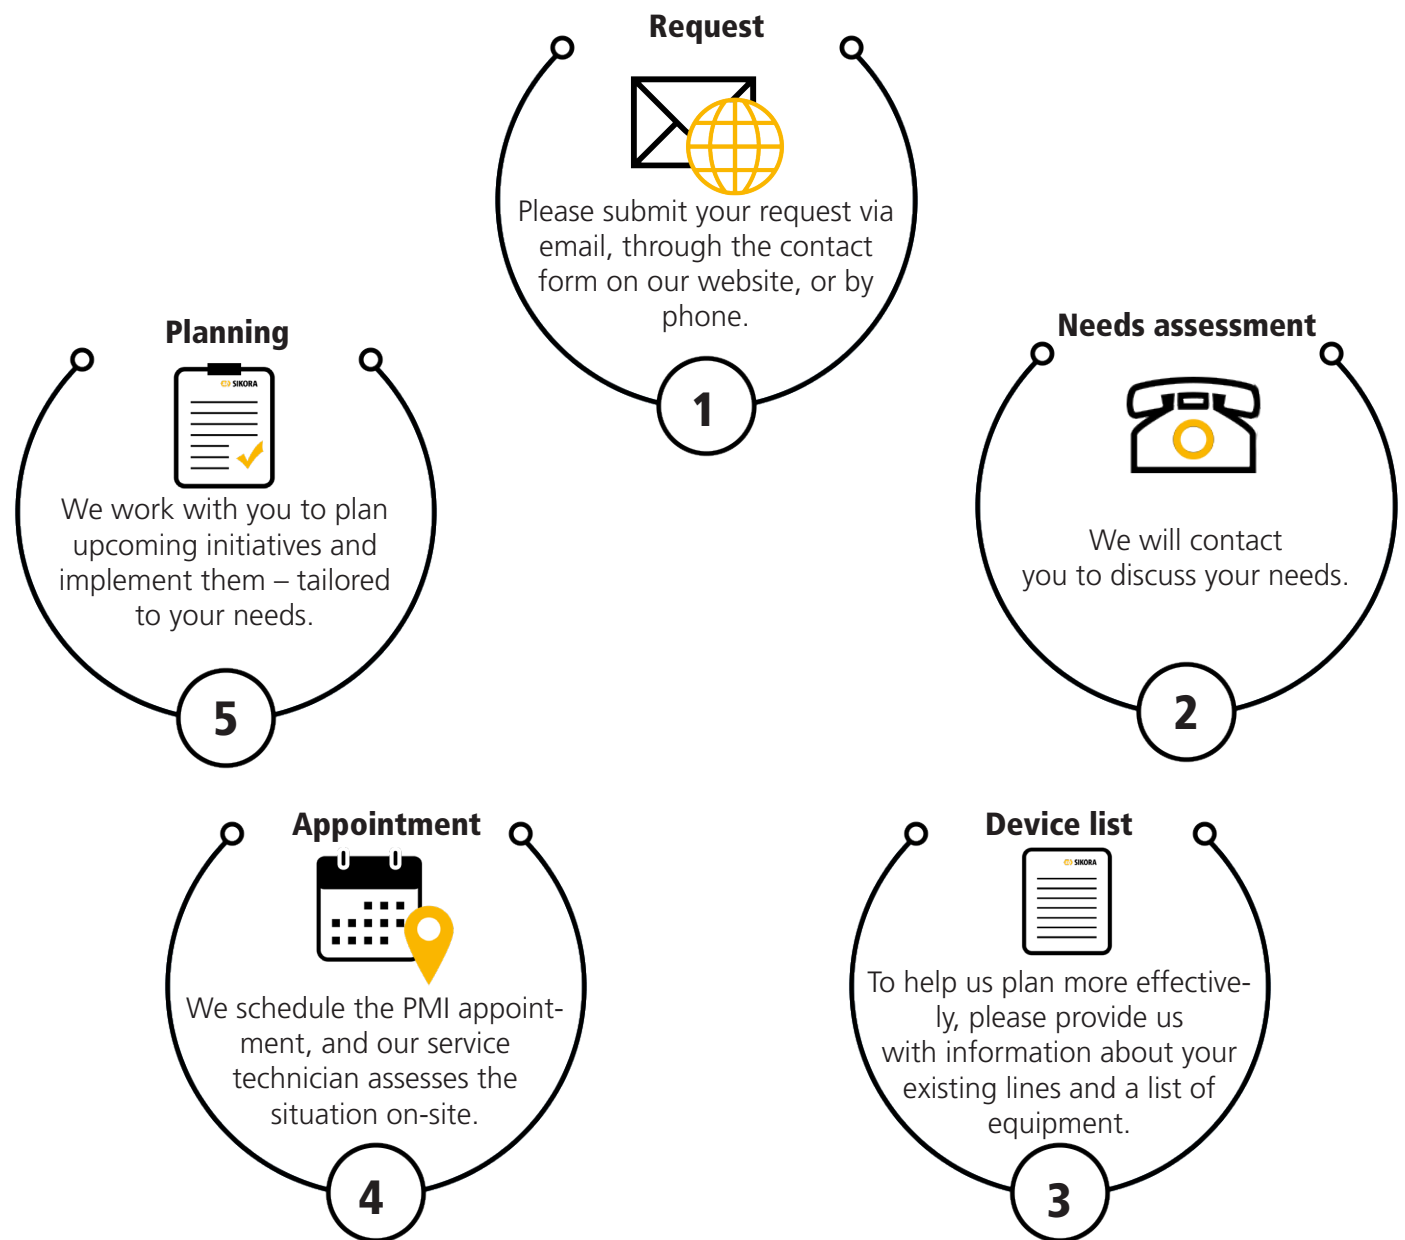 Request
Please submit your request via
email, through the contact
form on our website, or by
phone.
1
Needs assessment
We will contact
you to discuss your needs.
2
Device list
SIKORA
To help us plan more effective-
ly, please provide us
with information about your
existing lines and a list of
equipment.
3
Appointment
We schedule the PMI appoint-
ment, and our service
technician assesses the
situation on-site.
4
Planning
SIKORA
We work with you to plan
upcoming initiatives and
implement them – tailored
to your needs.
5